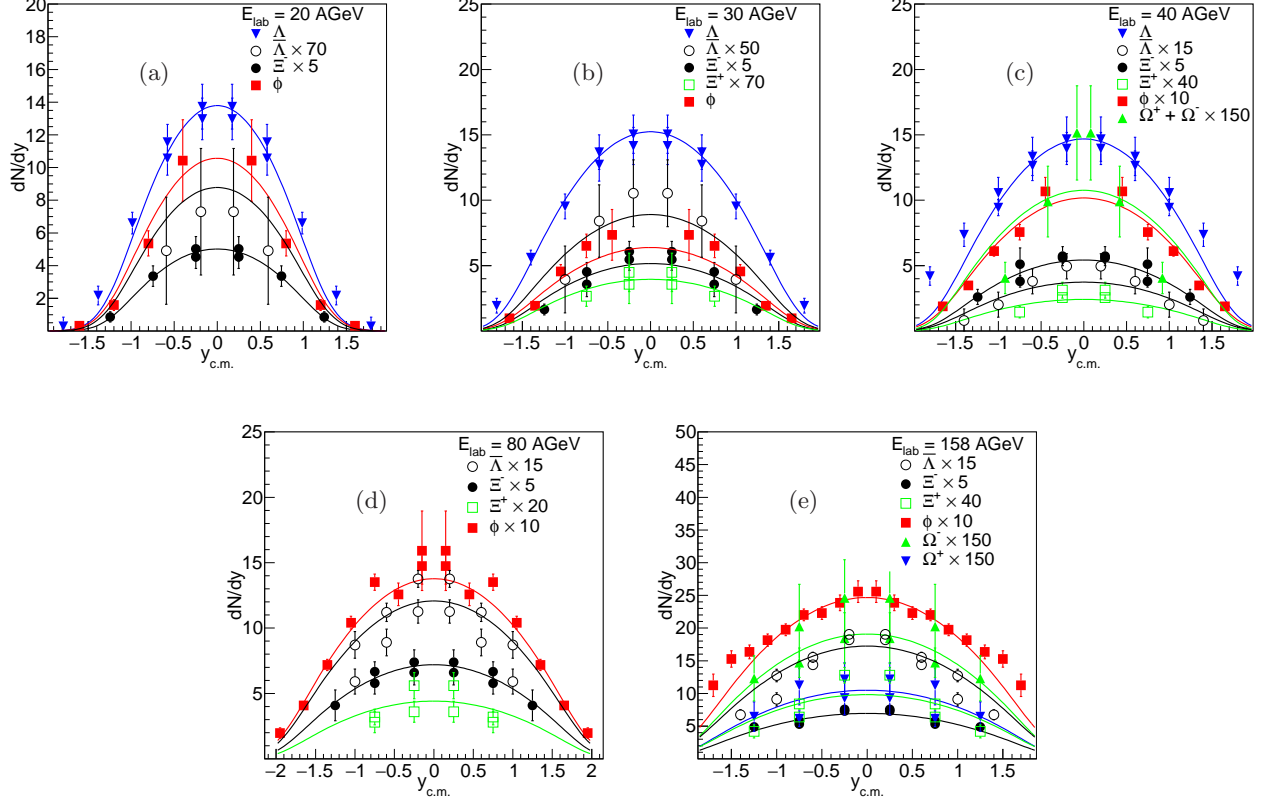 E_lab = 20 AGeV
Λ
Λ̅ × 70
Ξ⁻ × 5
ϕ
(a)
dN/dy
20
18
16
14
12
10
8
6
4
2
−1.5 −1 −0.5 0 0.5 1 1.5
y_c.m.
E_lab = 30 AGeV
Λ
Λ̅ × 50
Ξ⁻ × 5
Ξ⁺ × 70
ϕ
(b)
dN/dy
25
20
15
10
5
−1.5 −1 −0.5 0 0.5 1 1.5
y_c.m.
E_lab = 40 AGeV
Λ
Λ̅ × 15
Ξ⁻ × 5
Ξ⁺ × 40
ϕ × 10
Ω⁺ + Ω⁻ × 150
(c)
dN/dy
25
20
15
10
5
−1.5 −1 −0.5 0 0.5 1 1.5
y_c.m.
E_lab = 80 AGeV
Λ̅ × 15
Ξ⁻ × 5
Ξ⁺ × 20
ϕ × 10
(d)
dN/dy
25
20
15
10
5
−2 −1.5 −1 −0.5 0 0.5 1 1.5 2
y_c.m.
E_lab = 158 AGeV
Λ̅ × 15
Ξ⁻ × 5
Ξ⁺ × 40
ϕ × 10
Ω⁻ × 150
Ω⁺ × 150
(e)
dN/dy
50
45
40
35
30
25
20
15
10
5
−1.5 −1 −0.5 0 0.5 1 1.5
y_c.m.